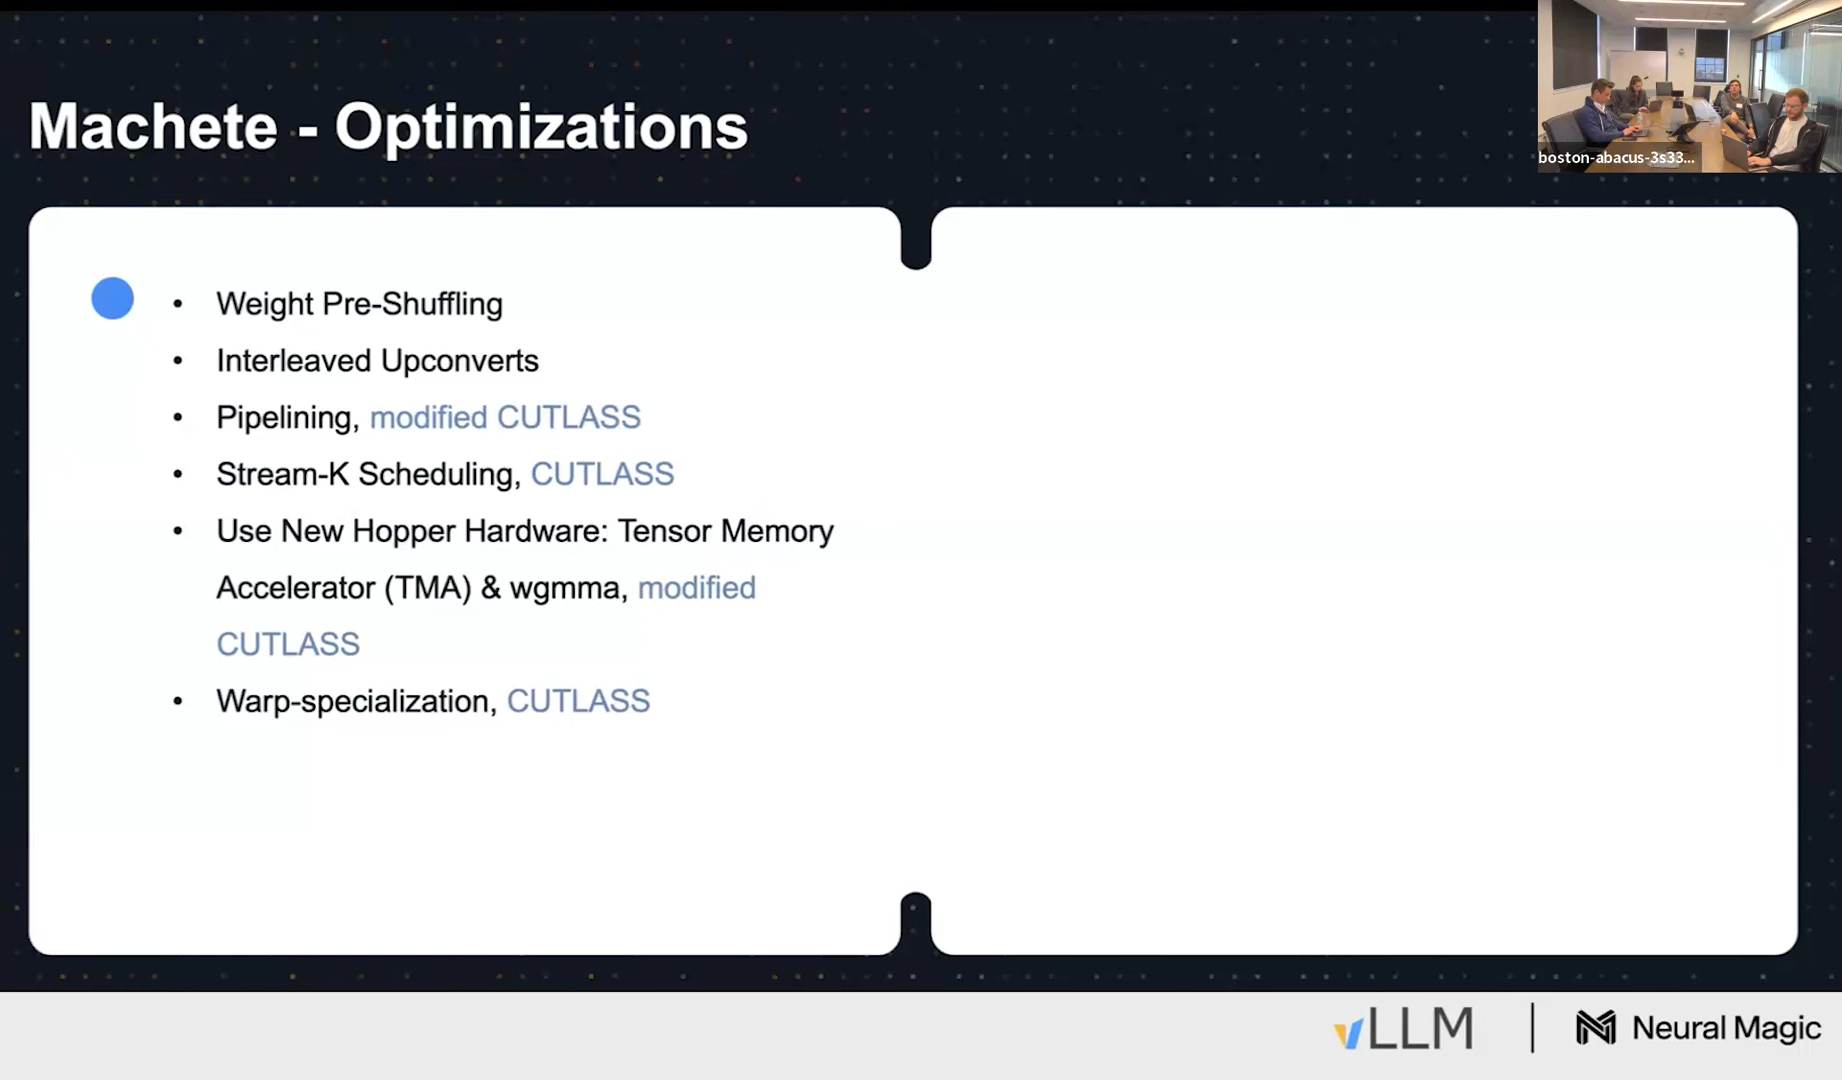 boston-abacus-3s33...
Machete - Optimizations
• Weight Pre-Shuffling
• Interleaved Upconverts
• Pipelining, modified CUTLASS
• Stream-K Scheduling, CUTLASS
• Use New Hopper Hardware: Tensor Memory
Accelerator (TMA) & wgmma, modified
CUTLASS
• Warp-specialization, CUTLASS
vLLM | Neural Magic